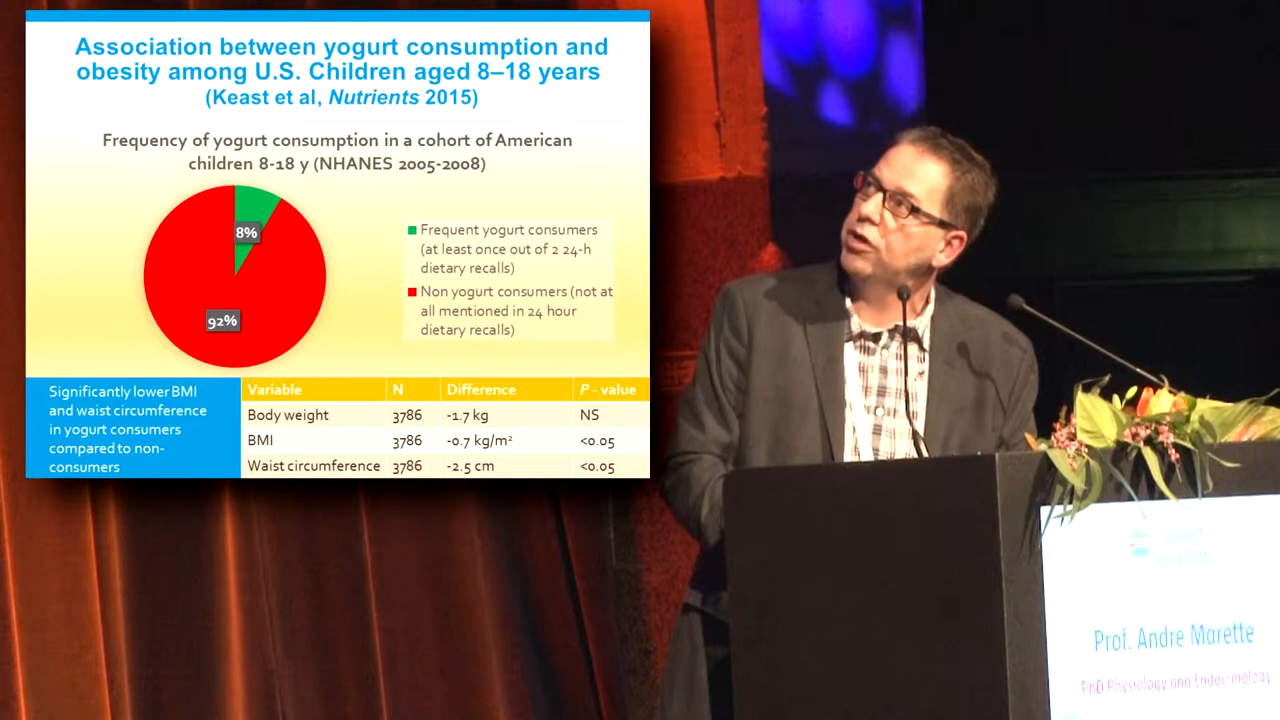 Association between yogurt consumption and
obesity among U.S. Children aged 8–18 years
(Keast et al, Nutrients 2015)
Frequency of yogurt consumption in a cohort of American
children 8-18 y (NHANES 2005-2008)
8%
92%
Frequent yogurt consumers
(at least once out of 2 24-h
dietary recalls)
Non yogurt consumers (not at
all mentioned in 24 hour
dietary recalls)
Significantly lower BMI
and waist circumference
in yogurt consumers
compared to non-
consumers
Variable N Difference P - value
Body weight 3786 -1.7 kg NS
BMI 3786 -0.7 kg/m² <0.05
Waist circumference 3786 -2.5 cm <0.05
Prof. Andre Marette
PhD Physiology and Endocrinology